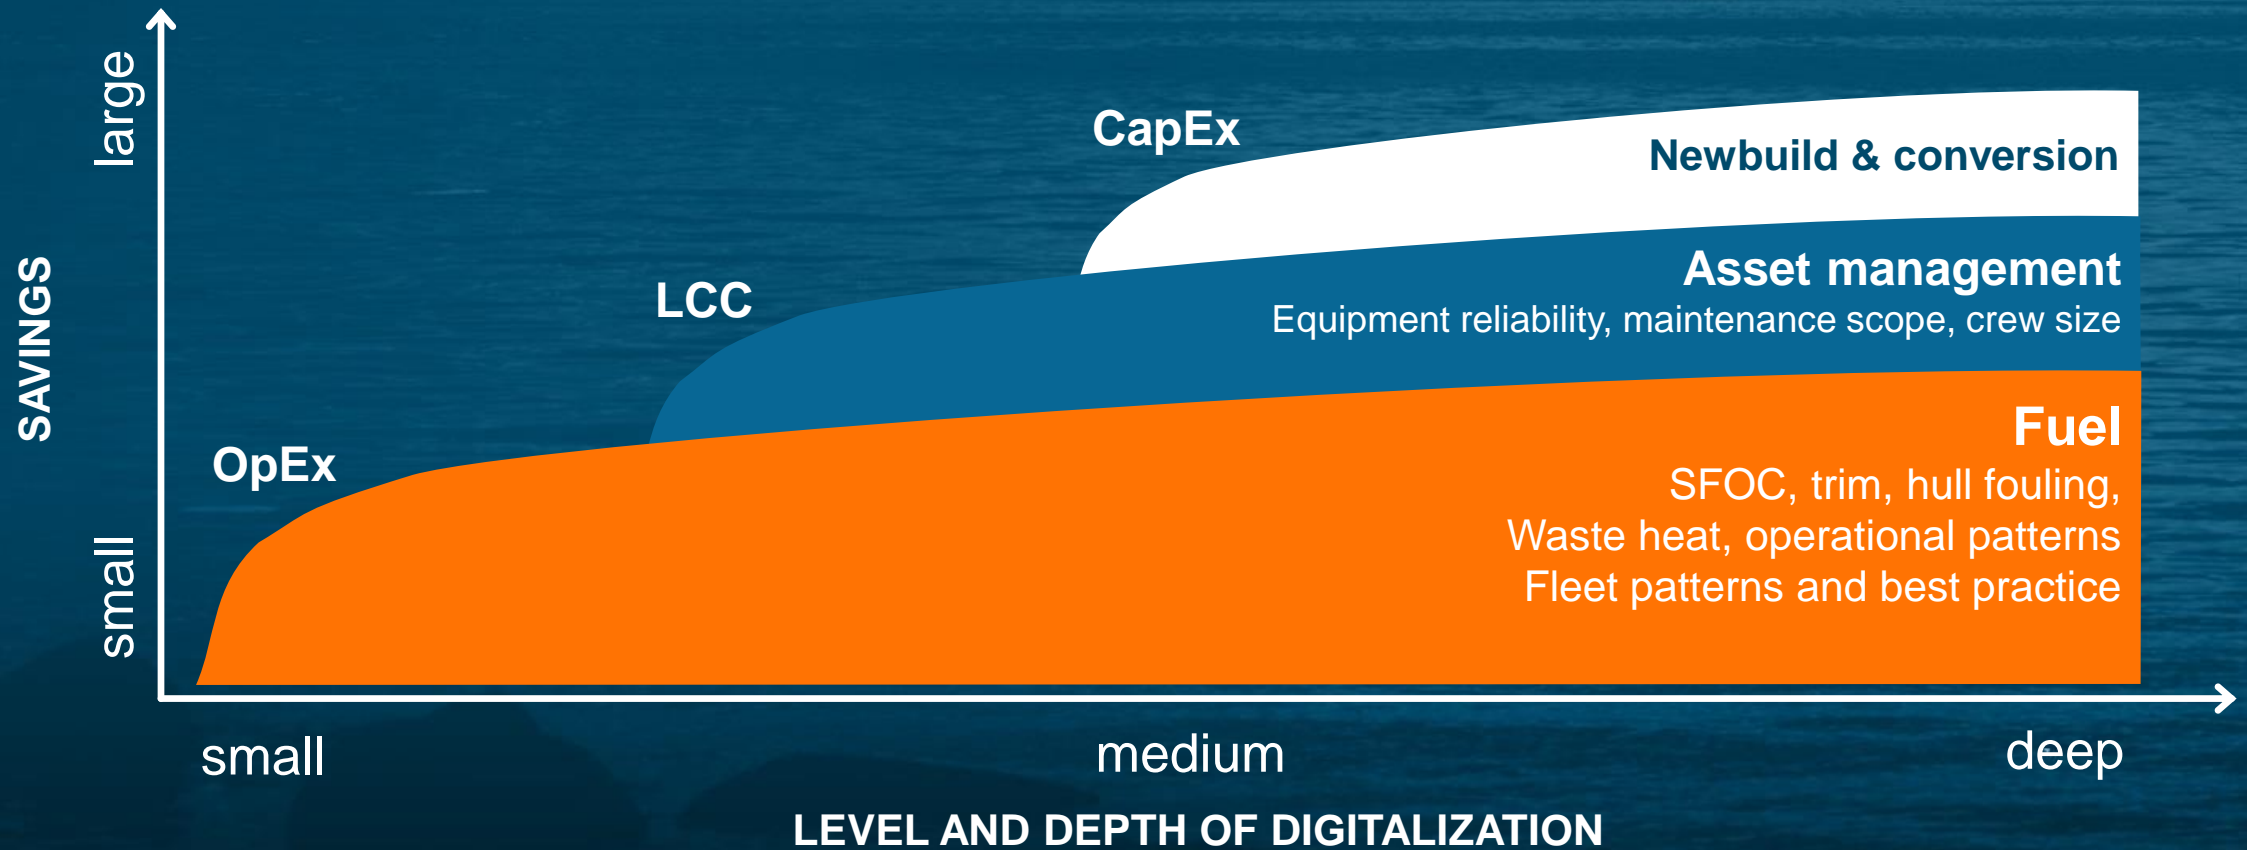 large
SAVINGS
small
OpEx
LCC
CapEx
Newbuild & conversion
Asset management
Equipment reliability, maintenance scope, crew size
Fuel
SFOC, trim, hull fouling,
Waste heat, operational patterns
Fleet patterns and best practice
small
medium
deep
LEVEL AND DEPTH OF DIGITALIZATION